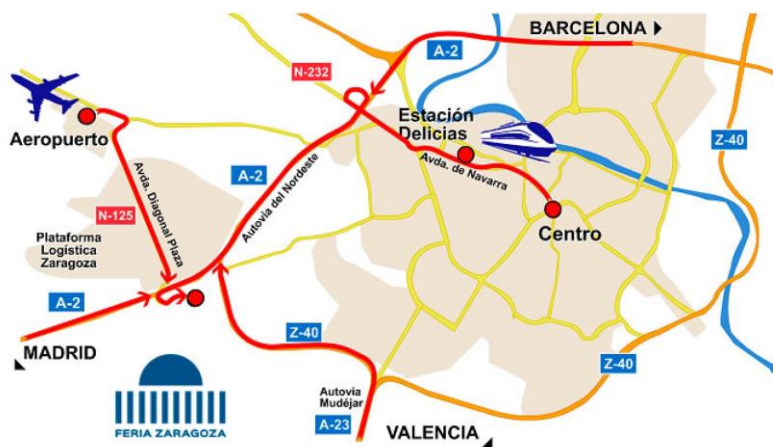 BARCELONA
A-2
N-232
Aeropuerto
Estación
Delicias
Z-40
Avda. de Navarra
A-2
Autovía del Nordeste
Avda. Diagonal Plaza
N-125
Centro
Plataforma
Logística
Zaragoza
A-2
MADRID
Z-40
Z-40
Autovía
Mudéjar
A-23
VALENCIA
FERIA ZARAGOZA